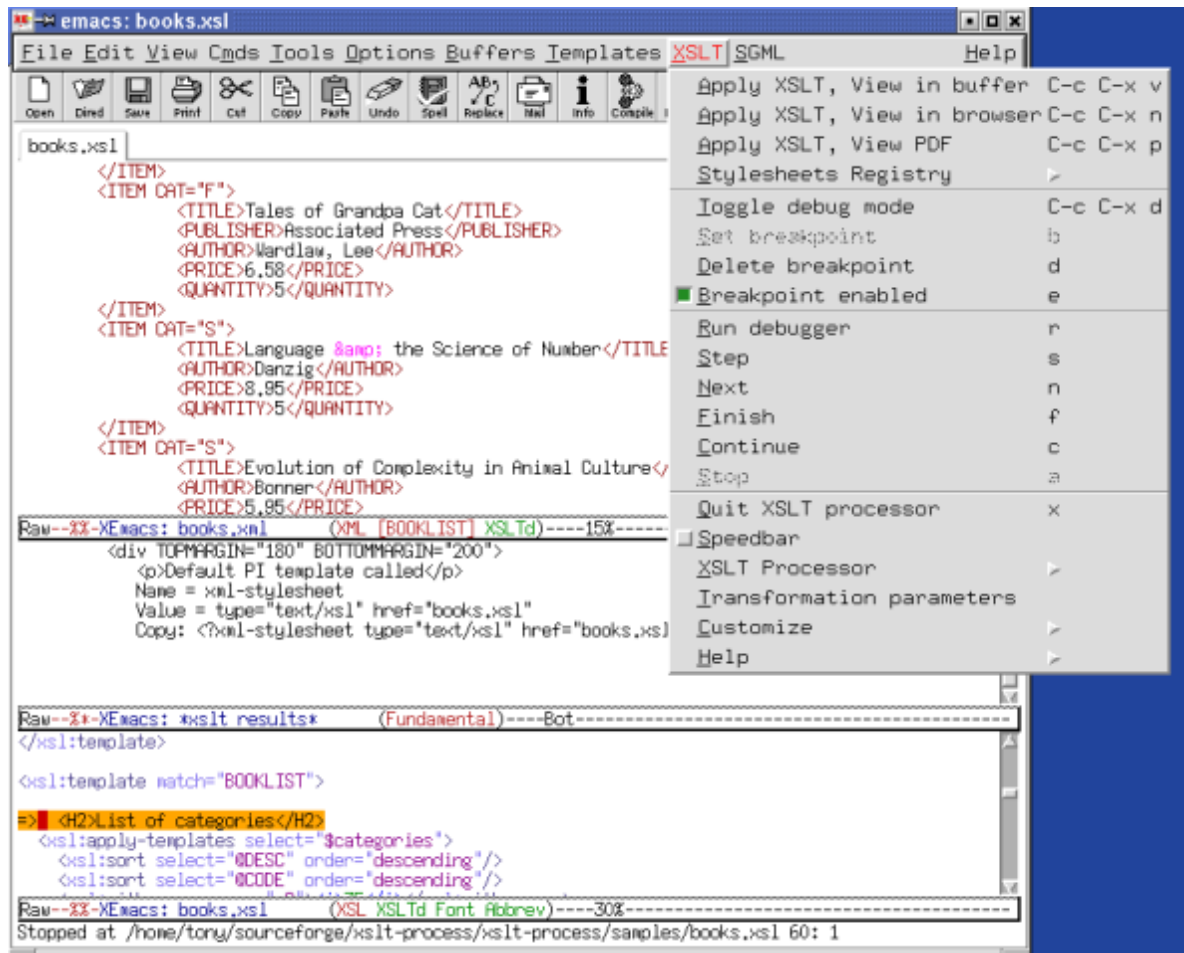 emacs: books.xsl
File Edit View Cmds Tools Options Buffers Templates XSLT SGML Help
Open Dired Save Print Cut Copy Paste Undo Spell Replace Mail Info Compile
books.xsl
</ITEM>
<ITEM CAT="F">
<TITLE>Tales of Grandpa Cat</TITLE>
<PUBLISHER>Associated Press</PUBLISHER>
<AUTHOR>Wardlaw, Lee</AUTHOR>
<PRICE>6.58</PRICE>
<QUANTITY>5</QUANTITY>
</ITEM>
<ITEM CAT="S">
<TITLE>Language &amp; the Science of Number</TITLE
<AUTHOR>Danzig</AUTHOR>
<PRICE>8.95</PRICE>
<QUANTITY>5</QUANTITY>
</ITEM>
<ITEM CAT="S">
<TITLE>Evolution of Complexity in Animal Culture</
<AUTHOR>Bonner</AUTHOR>
<PRICE>5.95</PRICE>
Raw--%%-XEmacs: books.xml (XML [BOOKLIST] XSLTd)----15%------
<div TOPMARGIN="180" BOTTOMMARGIN="200">
<p>Default PI template called</p>
Name = xml-stylesheet
Value = type="text/xsl" href="books.xsl"
Copy: <?xml-stylesheet type="text/xsl" href="books.xsl
Raw--%*-XEmacs: *xslt results* (Fundamental)----Bot------------------------------------------
</xsl:template>
<xsl:template match="BOOKLIST">
=> <H2>List of categories</H2>
<xsl:apply-templates select="$categories">
<xsl:sort select="@DESC" order="descending"/>
<xsl:sort select="@CODE" order="descending"/>
Raw--%%-XEmacs: books.xsl (XSL XSLTd Font Abbrev)----30%-------------------------------------
Stopped at /home/tony/sourceforge/xslt-process/xslt-process/samples/books.xsl 60: 1
Apply XSLT, View in buffer C-c C-x v
Apply XSLT, View in browser C-c C-x n
Apply XSLT, View PDF C-c C-x p
Stylesheets Registry
Toggle debug mode C-c C-x d
Set breakpoint b
Delete breakpoint d
Breakpoint enabled e
Run debugger r
Step s
Next n
Finish f
Continue c
Stop a
Quit XSLT processor x
Speedbar
XSLT Processor
Transformation parameters
Customize
Help